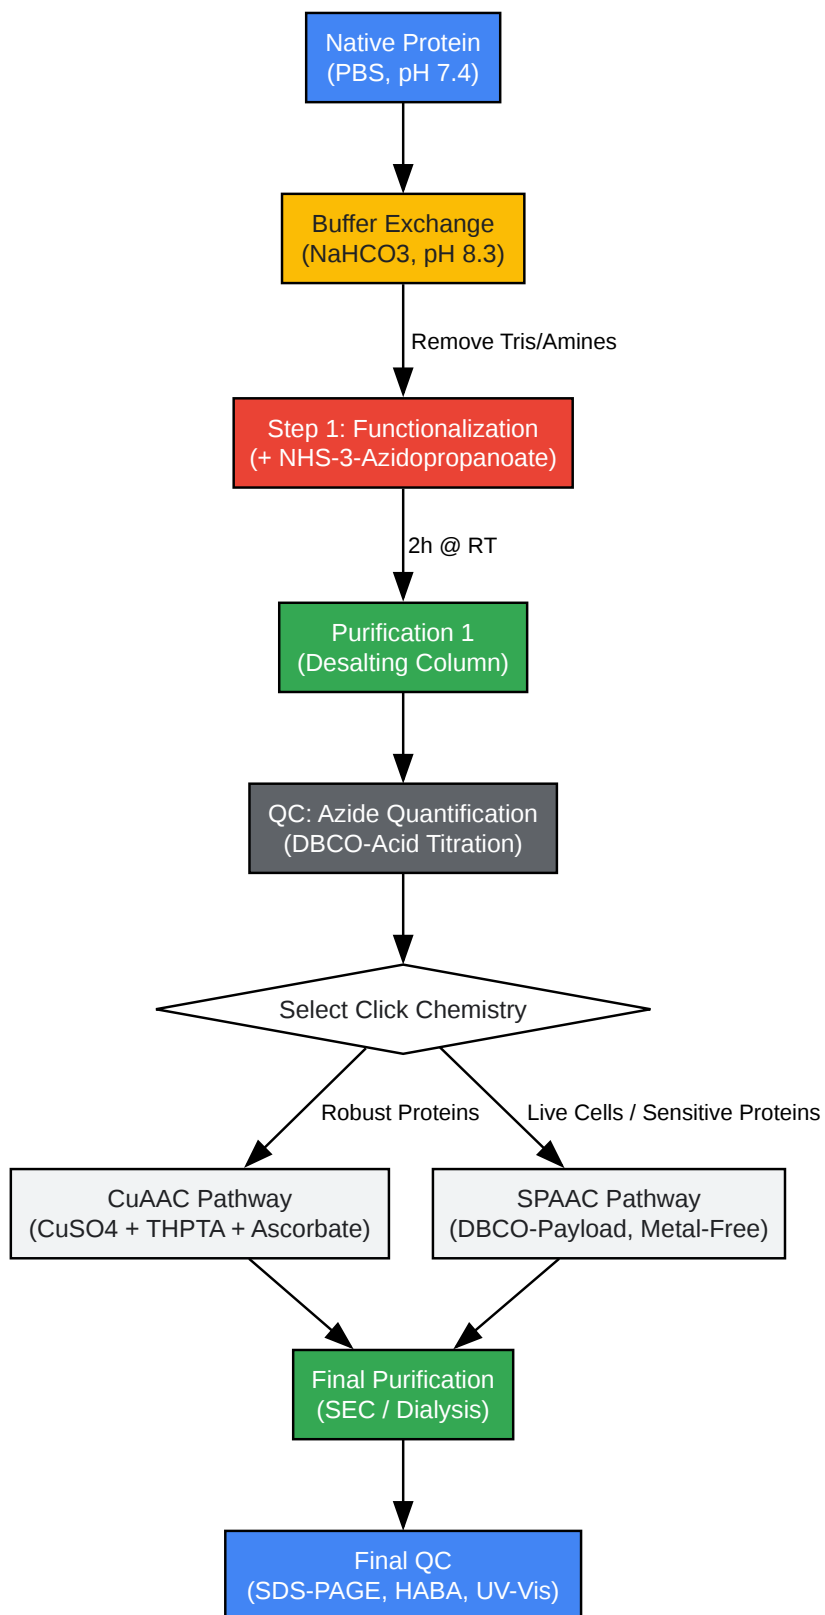 Native Protein
(PBS, pH 7.4)
Buffer Exchange
(NaHCO3, pH 8.3)
Remove Tris/Amines
Step 1: Functionalization
(+ NHS-3-Azidopropanoate)
2h @ RT
Purification 1
(Desalting Column)
QC: Azide Quantification
(DBCO-Acid Titration)
Select Click Chemistry
Robust Proteins
Live Cells / Sensitive Proteins
CuAAC Pathway
(CuSO4 + THPTA + Ascorbate)
SPAAC Pathway
(DBCO-Payload, Metal-Free)
Final Purification
(SEC / Dialysis)
Final QC
(SDS-PAGE, HABA, UV-Vis)